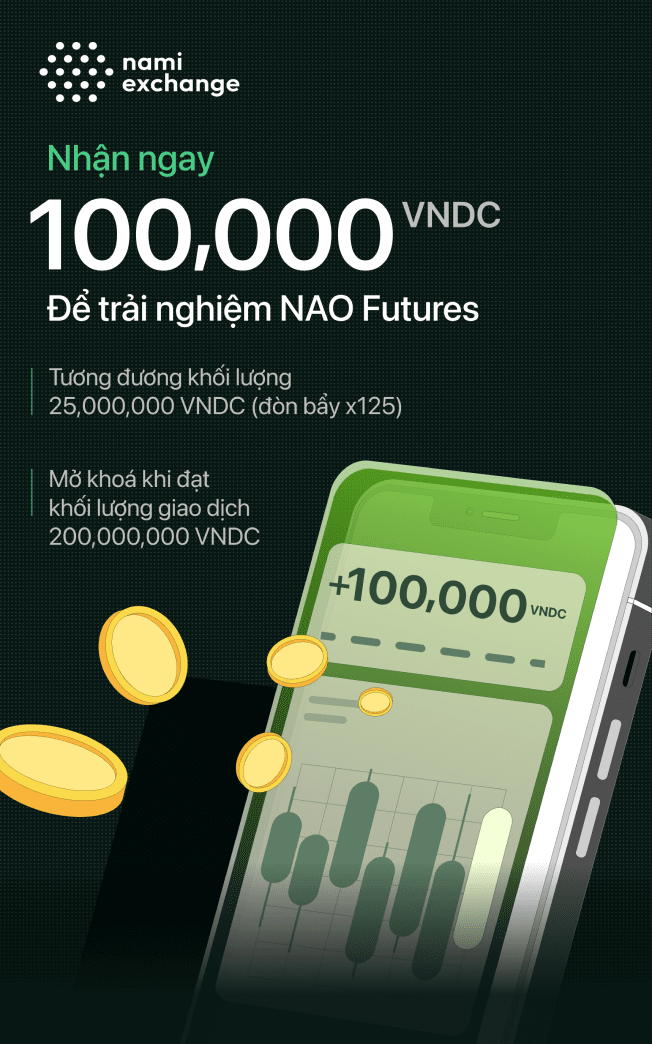 nami
exchange
Nhận ngay
100,000 VNDC
Để trải nghiệm NAO Futures
Tương đương khối lượng
25,000,000 VNDC (đòn bẩy x125)
Mở khoá khi đạt
khối lượng giao dịch
200,000,000 VNDC
+100,000 VNDC